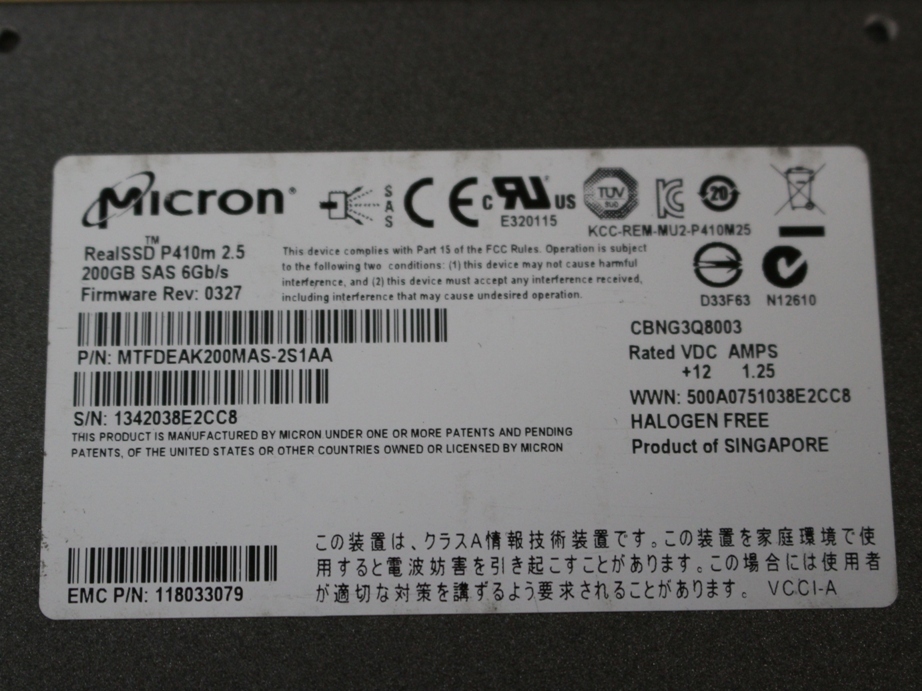 Micron®
SAS
CE
c RU US
E320115
TUV
20
KCC-REM-MU2-P410M25
RealSSD™ P410m 2.5
200GB SAS 6Gb/s
Firmware Rev: 0327
This device complies with Part 15 of the FCC Rules. Operation is subject
to the following two conditions: (1) this device may not cause harmful
interference, and (2) this device must accept any interference received,
including interference that may cause undesired operation.
D33F63
N12610
P/N: MTFDEAK200MAS-2S1AA
S/N: 1342038E2CC8
CBNG3Q8003
Rated VDC AMPS
+12 1.25
WWN: 500A0751038E2CC8
HALOGEN FREE
Product of SINGAPORE
THIS PRODUCT IS MANUFACTURED BY MICRON UNDER ONE OR MORE PATENTS AND PENDING
PATENTS, OF THE UNITED STATES OR OTHER COUNTRIES OWNED OR LICENSED BY MICRON
EMC P/N: 118033079
この装置は、クラスA情報技術装置です。この装置を家庭環境で使
用すると電波妨害を引き起こすことがあります。この場合には使用者
が適切な対策を講ずるよう要求されることがあります。 VCCI-A